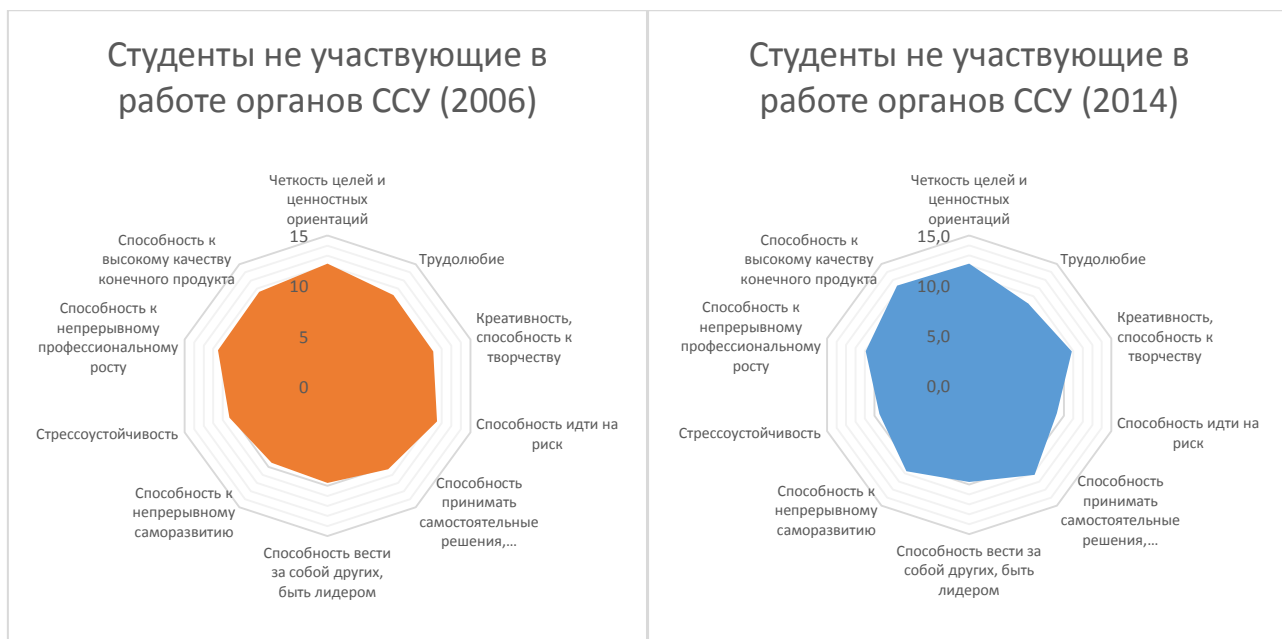 Студенты не участвующие в
работе органов ССУ (2006)
Четкость целей и
ценностных
ориентаций
Трудолюбие
Креативность,
способность к
творчеству
Способность идти на
риск
Способность
принимать
самостоятельные
решения,...
Способность вести
за собой других,
быть лидером
Способность к
непрерывному
саморазвитию
Стрессоустойчивость
Способность к
непрерывному
профессиональному
росту
Способность к
высокому качеству
конечного продукта
15
10
5
0
Студенты не участвующие в
работе органов ССУ (2014)
Четкость целей и
ценностных
ориентаций
Трудолюбие
Креативность,
способность к
творчеству
Способность идти на
риск
Способность
принимать
самостоятельные
решения,...
Способность вести за
собой других, быть
лидером
Способность к
непрерывному
саморазвитию
Стрессоустойчивость
Способность к
непрерывному
профессиональному
росту
Способность к
высокому качеству
конечного продукта
15,0
10,0
5,0
0,0